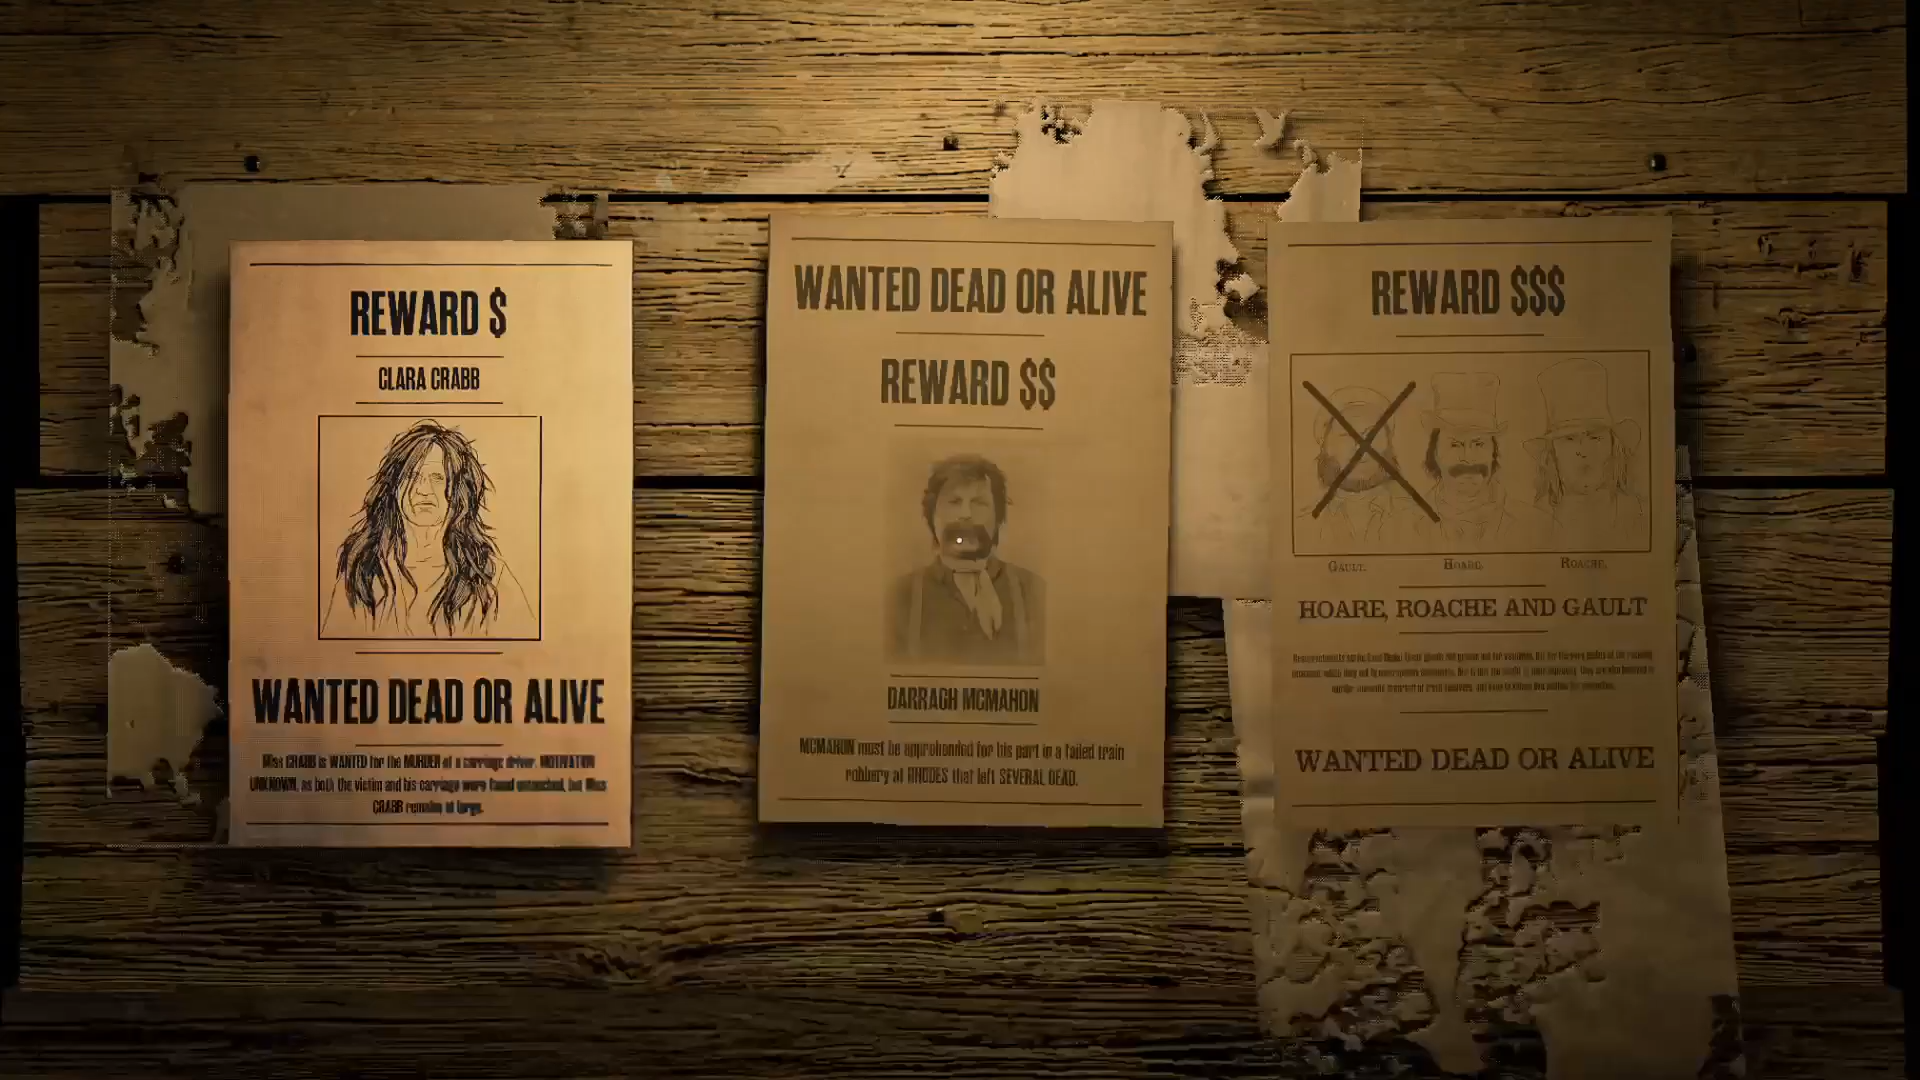 REWARD $
CLARA CRABB
WANTED DEAD OR ALIVE
Miss CRABB is WANTED for the MURDER of a carriage driver. MOTIVATION
UNKNOWN, as both the victim and his carriage were found untouched, but Miss
CRABB remains at large.
WANTED DEAD OR ALIVE
REWARD $$
DARRAGH MCMAHON
MCMAHON must be apprehended for his part in a failed train
robbery at RHODES that left SEVERAL DEAD.
REWARD $$$
GAULT. HOARE. ROACHE.
HOARE, ROACHE AND GAULT
WANTED DEAD OR ALIVE